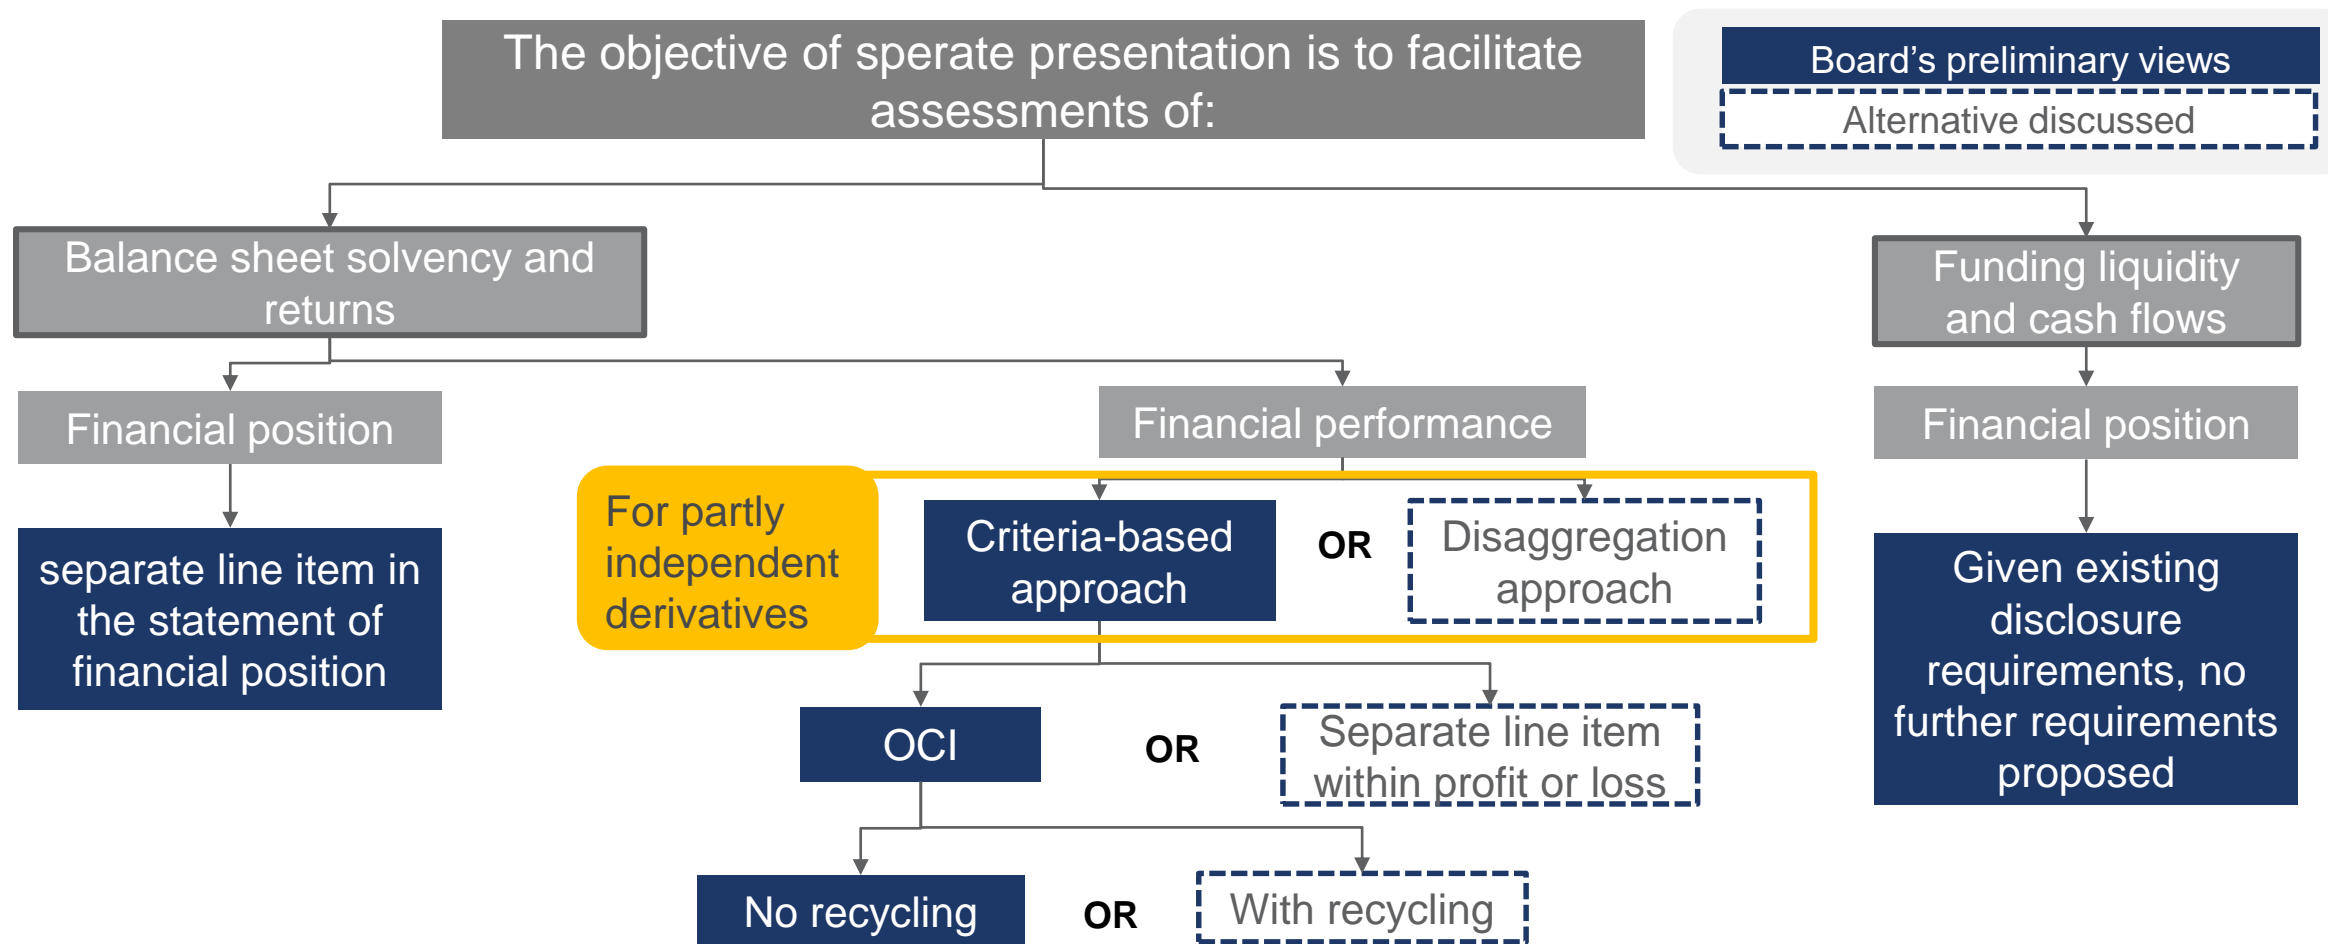 The objective of sperate presentation is to facilitate
assessments of:
Board's preliminary views
Alternative discussed
Balance sheet solvency and
returns
Funding liquidity
and cash flows
Financial position
Financial performance
Financial position
For partly
independent
derivatives
Criteria-based
approach
OR
Disaggregation
approach
separate line item in
the statement of
financial position
Given existing
disclosure
requirements, no
further requirements
proposed
OCI
OR
Separate line item
within profit or loss
No recycling
OR
With recycling